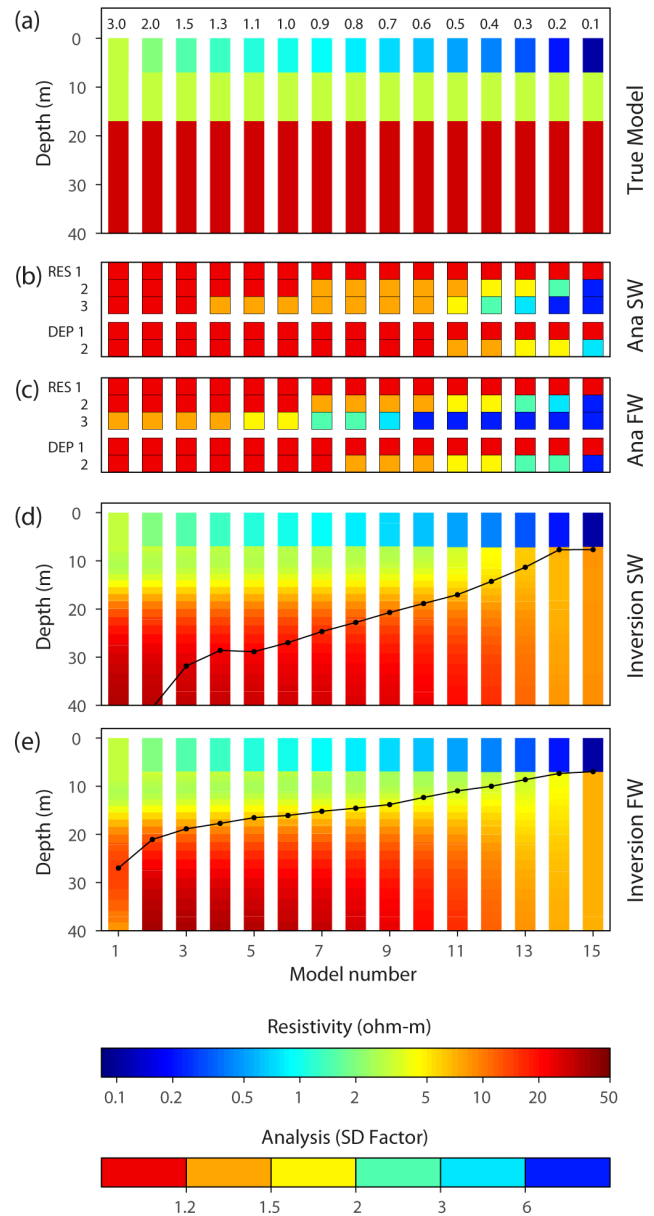 (a)
3.0 2.0 1.5 1.3 1.1 1.0 0.9 0.8 0.7 0.6 0.5 0.4 0.3 0.2 0.1
0
10
20
30
40
Depth (m)
True Model
(b)
RES 1
2
3
DEP 1
2
Ana SW
(c)
RES 1
2
3
DEP 1
2
Ana FW
(d)
0
10
20
30
40
Depth (m)
Inversion SW
(e)
0
10
20
30
40
Depth (m)
Inversion FW
1 3 5 7 9 11 13 15
Model number
Resistivity (ohm-m)
0.1 0.2 0.5 1 2 5 10 20 50
Analysis (SD Factor)
1.2 1.5 2 3 6